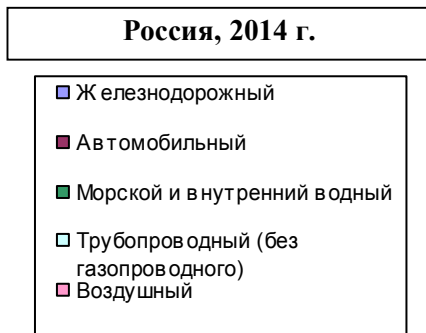 Россия, 2014 г.
Железнодорожный
Автомобильный
Морской и внутренний водный
Трубопроводный (без
газопроводного)
Воздушный